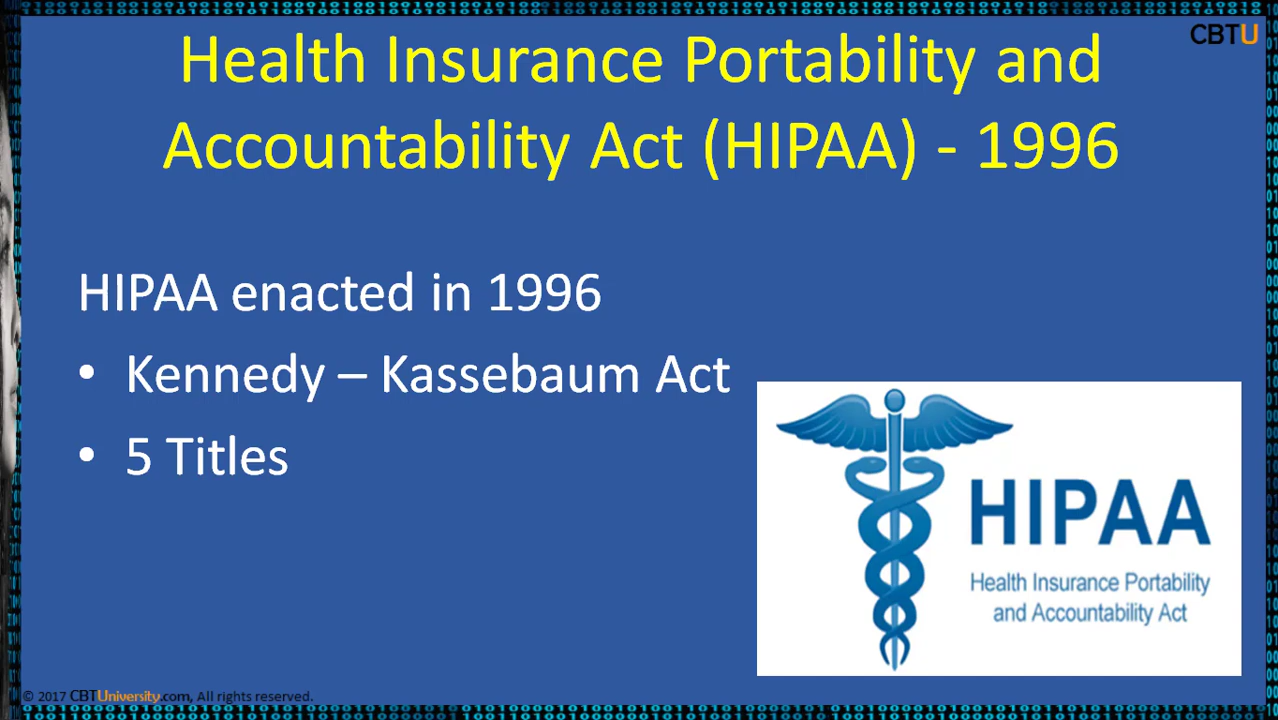 CBTU
Health Insurance Portability and
Accountability Act (HIPAA) - 1996
HIPAA enacted in 1996
• Kennedy – Kassebaum Act
• 5 Titles
HIPAA
Health Insurance Portability
and Accountability Act
© 2017 CBTUniversity.com, All rights reserved.